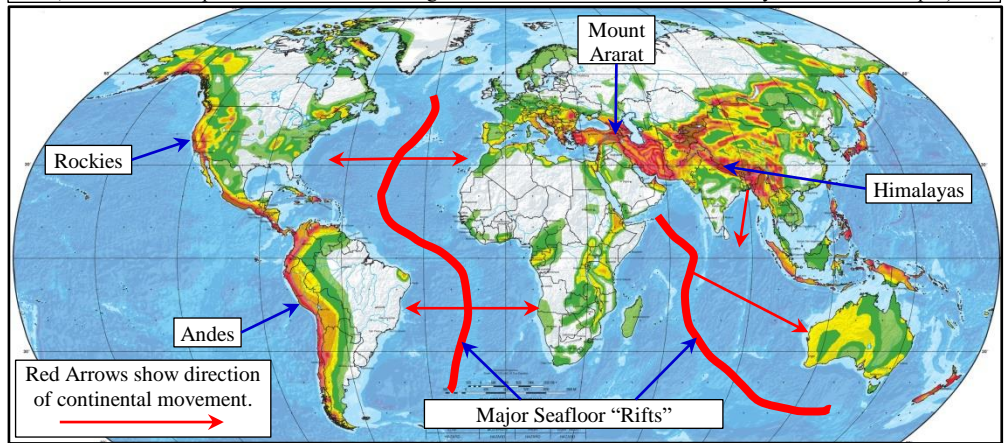 Mount
Ararat
Rockies
Himalayas
Andes
Red Arrows show direction
of continental movement.
Major Seafloor “Rifts”